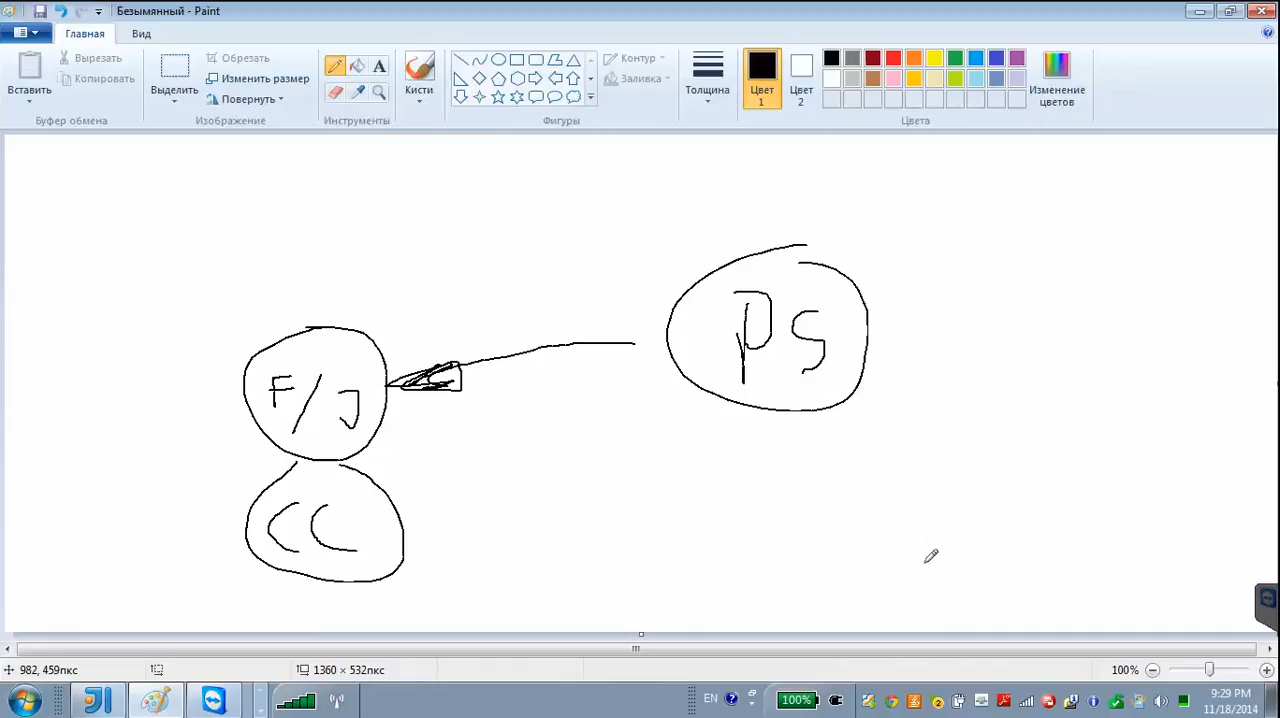 Безымянный - Paint
Главная Вид
Вставить
Вырезать
Копировать
Буфер обмена
Выделить
Обрезать
Изменить размер
Повернуть
Изображение
A
Инструменты
Кисти
Контур
Заливка
Фигуры
Толщина
Цвет 1
Цвет 2
Изменение цветов
Цвета
PS
F/J
CC
982, 459пкс
1360 × 532пкс
100%
EN
100%
9:29 PM
11/18/2014